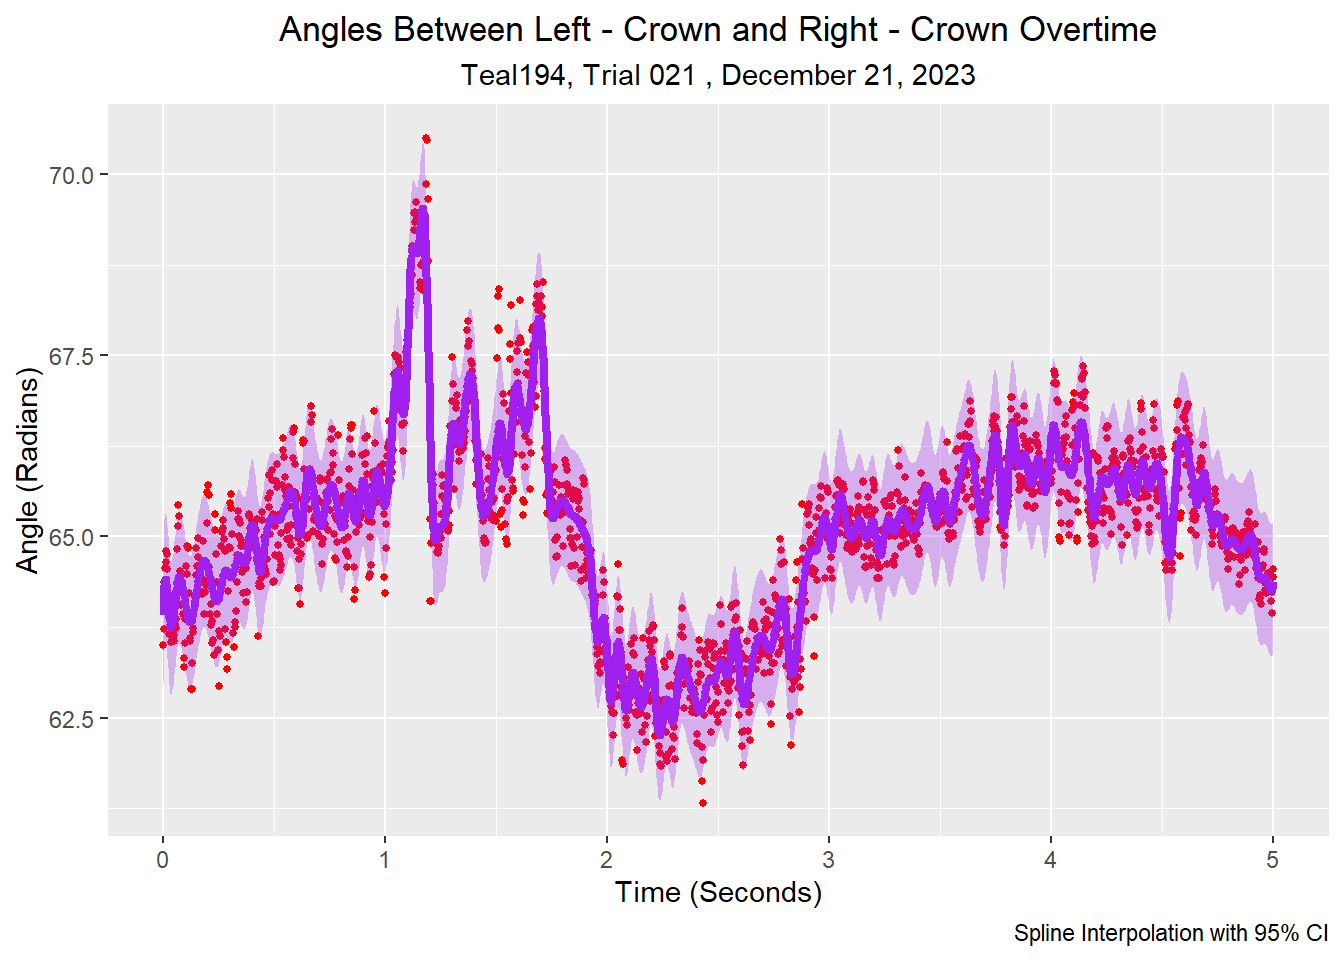 Angles Between Left - Crown and Right - Crown Overtime
Teal194, Trial 021 , December 21, 2023
Angle (Radians)
70.0
67.5
65.0
62.5
0 1 2 3 4 5
Time (Seconds)
Spline Interpolation with 95% CI